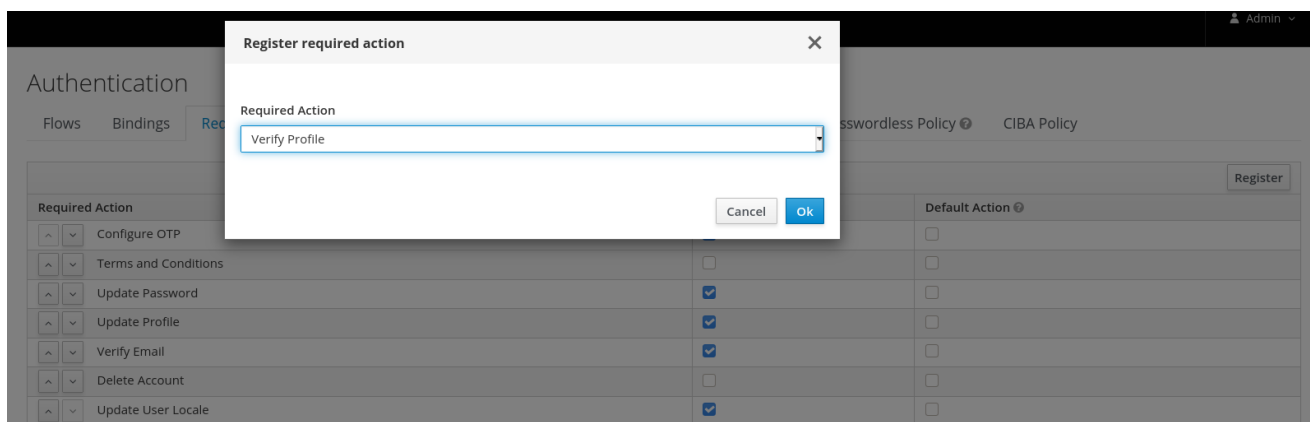 Admin
Register required action
Authentication
Required Action
Flows Bindings Req sswordless Policy CIBA Policy
Verify Profile
Register
Required Action Default Action
Cancel Ok
Configure OTP
Terms and Conditions
Update Password
Update Profile
Verify Email
Delete Account
Update User Locale